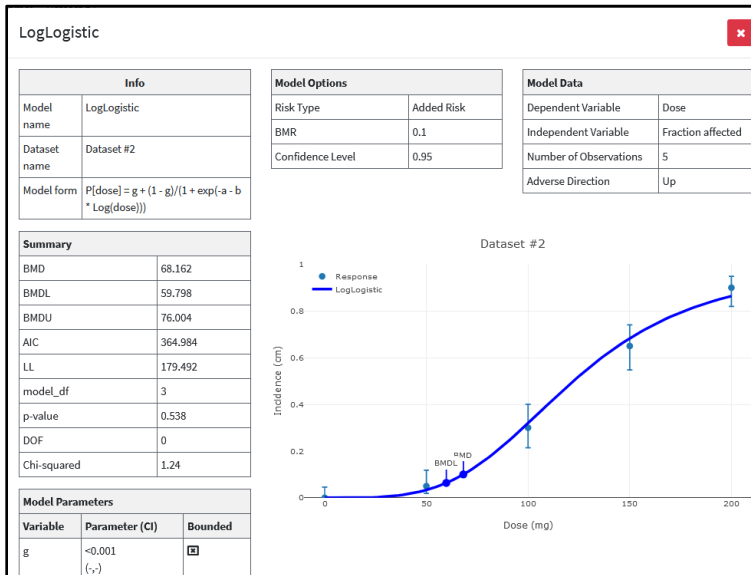 LogLogistic
Info
Model name LogLogistic
Dataset name Dataset #2
Model form P[dose] = g + (1 - g)/(1 + exp(-a - b * Log(dose)))
Model Options
Risk Type Added Risk
BMR 0.1
Confidence Level 0.95
Model Data
Dependent Variable Dose
Independent Variable Fraction affected
Number of Observations 5
Adverse Direction Up
Summary
BMD 68.162
BMDL 59.798
BMDU 76.004
AIC 364.984
LL 179.492
model_df 3
p-value 0.538
DOF 0
Chi-squared 1.24
Model Parameters
Variable Parameter (CI) Bounded
g <0.001
(-,-)
Dataset #2
Response
LogLogistic
1
0.8
0.6
0.4
0.2
0
Incidence (cm)
BMDL
BMD
0 50 100 150 200
Dose (mg)